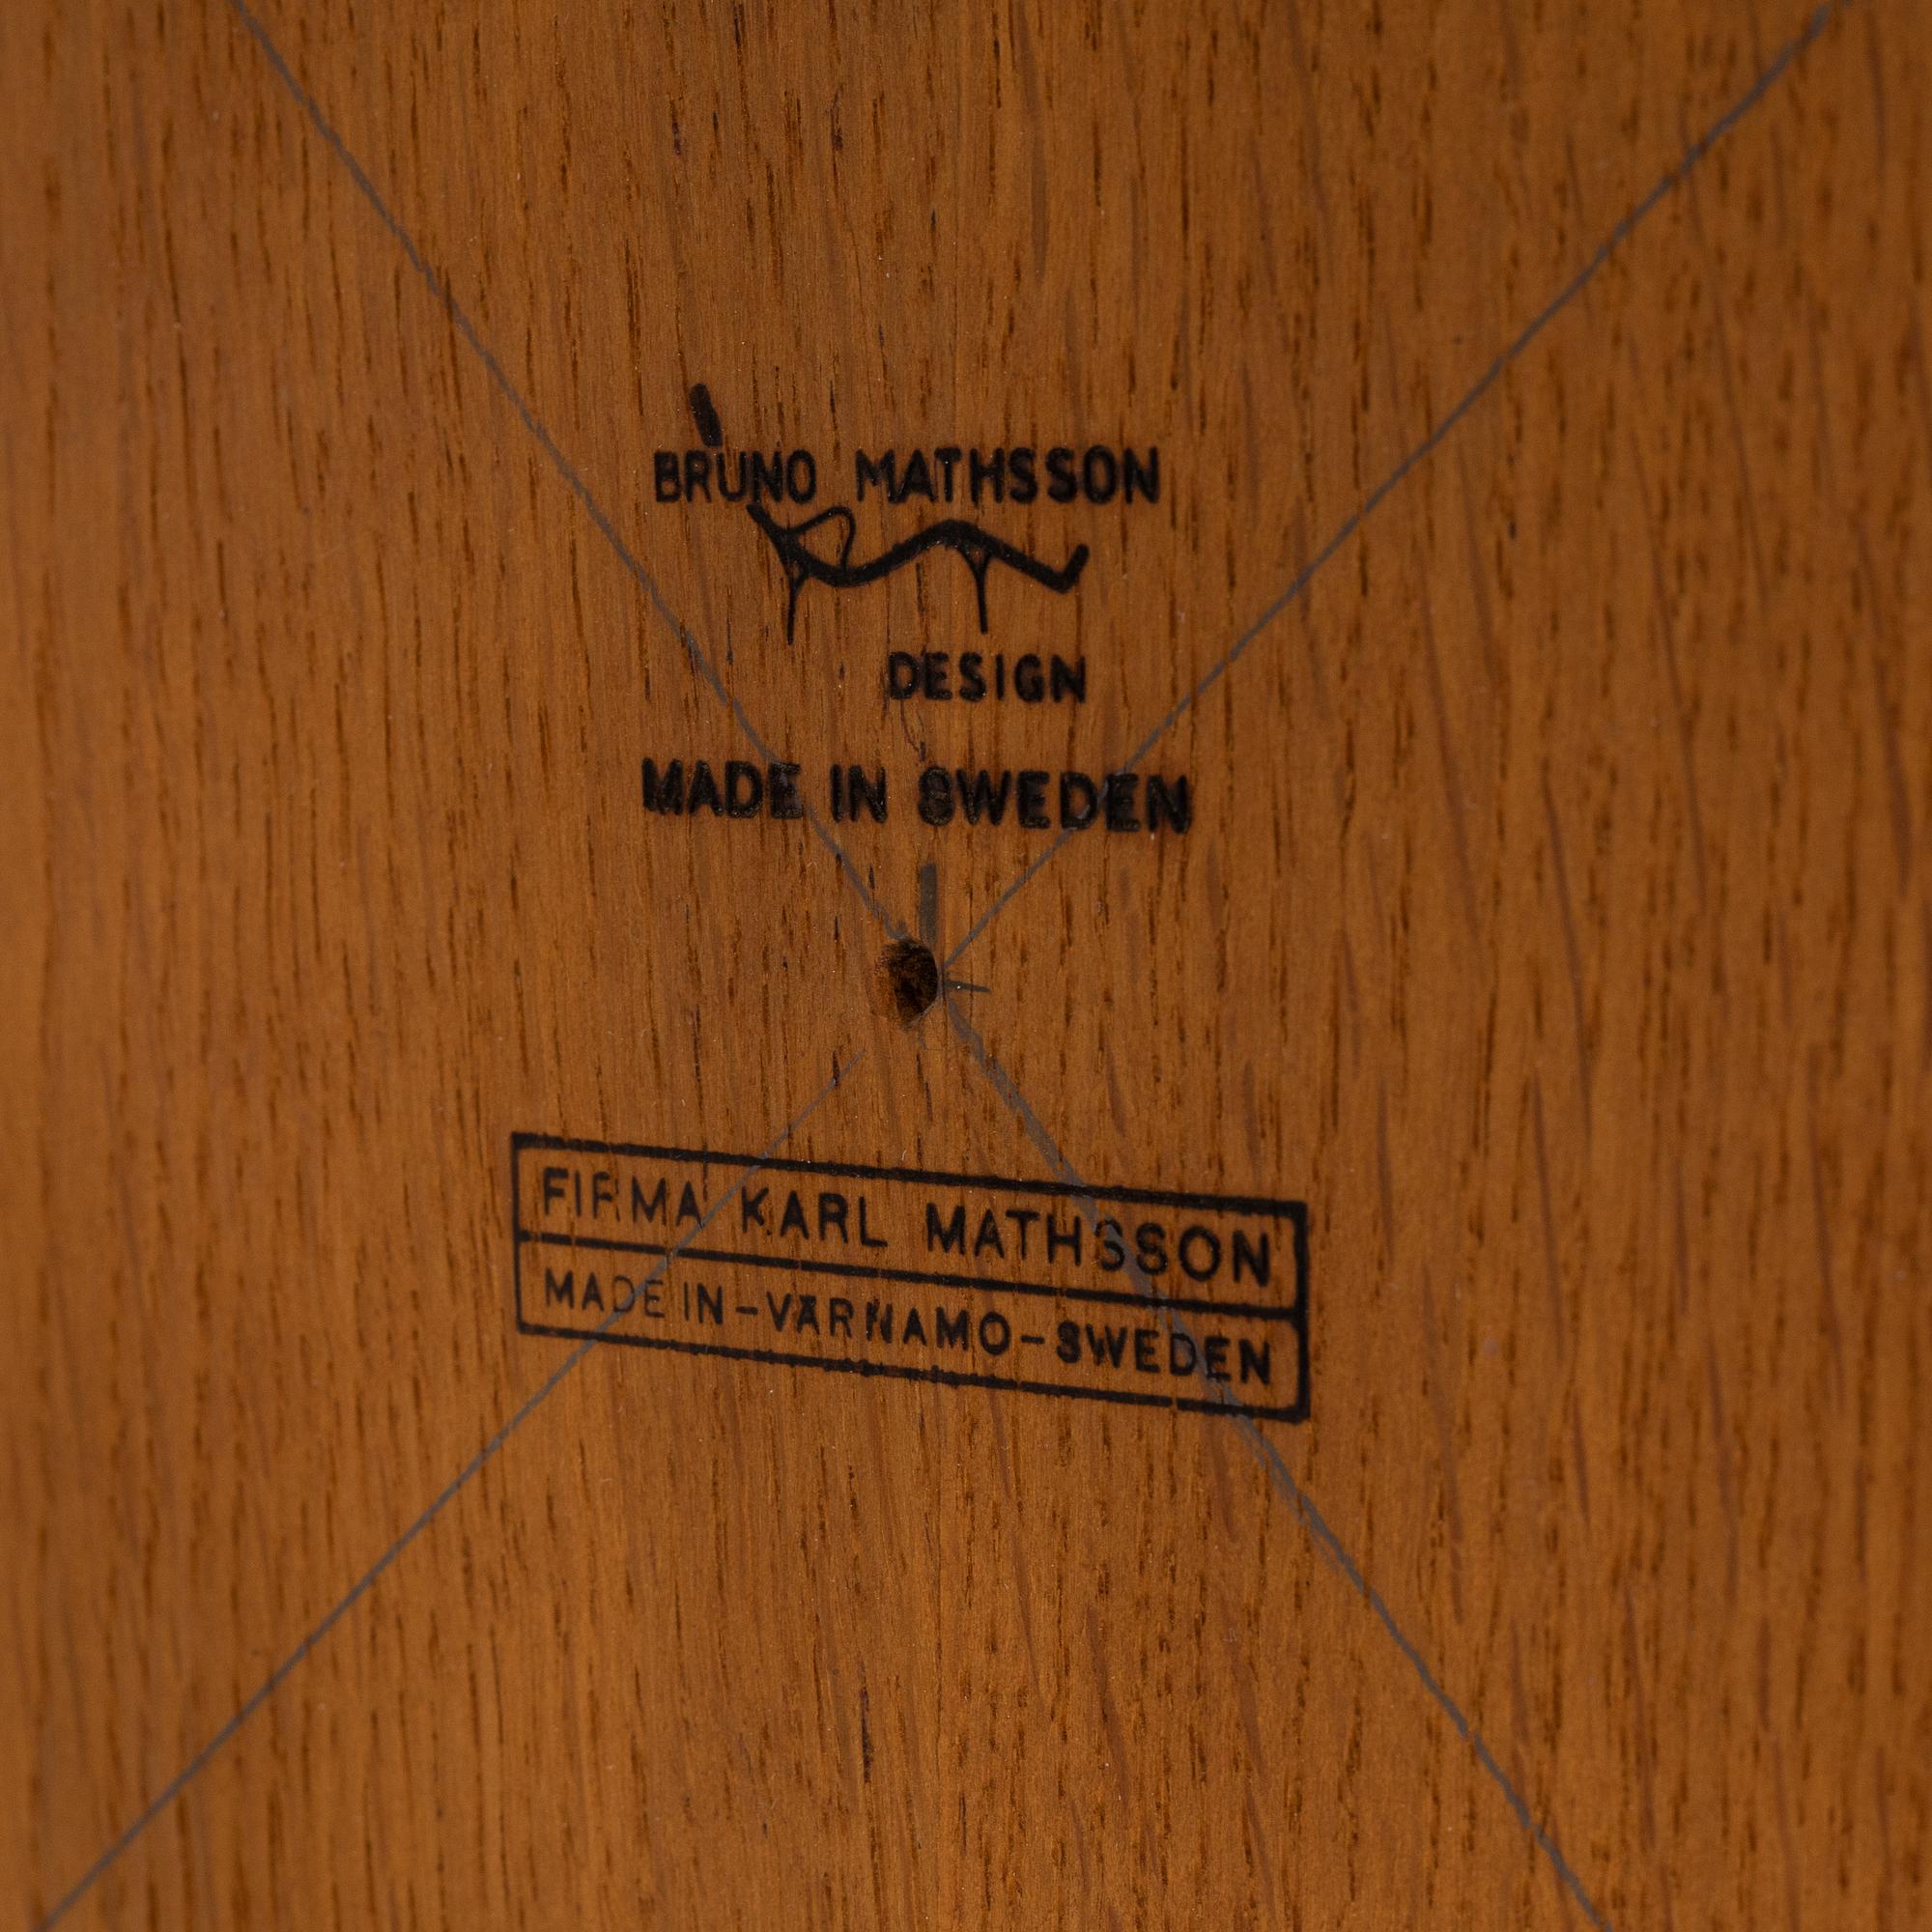 BRUNO MATHSSON
DESIGN
MADE IN SWEDEN
FIRMA KARL MATHSSON
MADE IN-VÄRNAMO-SWEDEN